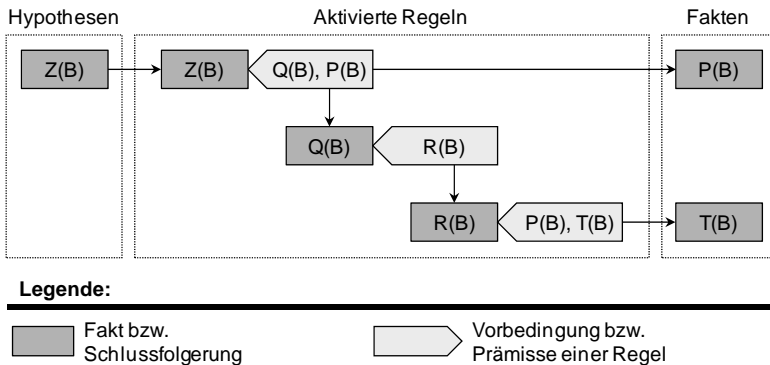 Hypothesen Aktivierte Regeln Fakten
Z(B) Z(B) Q(B), P(B) P(B)
Q(B) R(B)
R(B) P(B), T(B) T(B)
Legende:
Fakt bzw.
Schlussfolgerung
Vorbedingung bzw.
Prämisse einer Regel